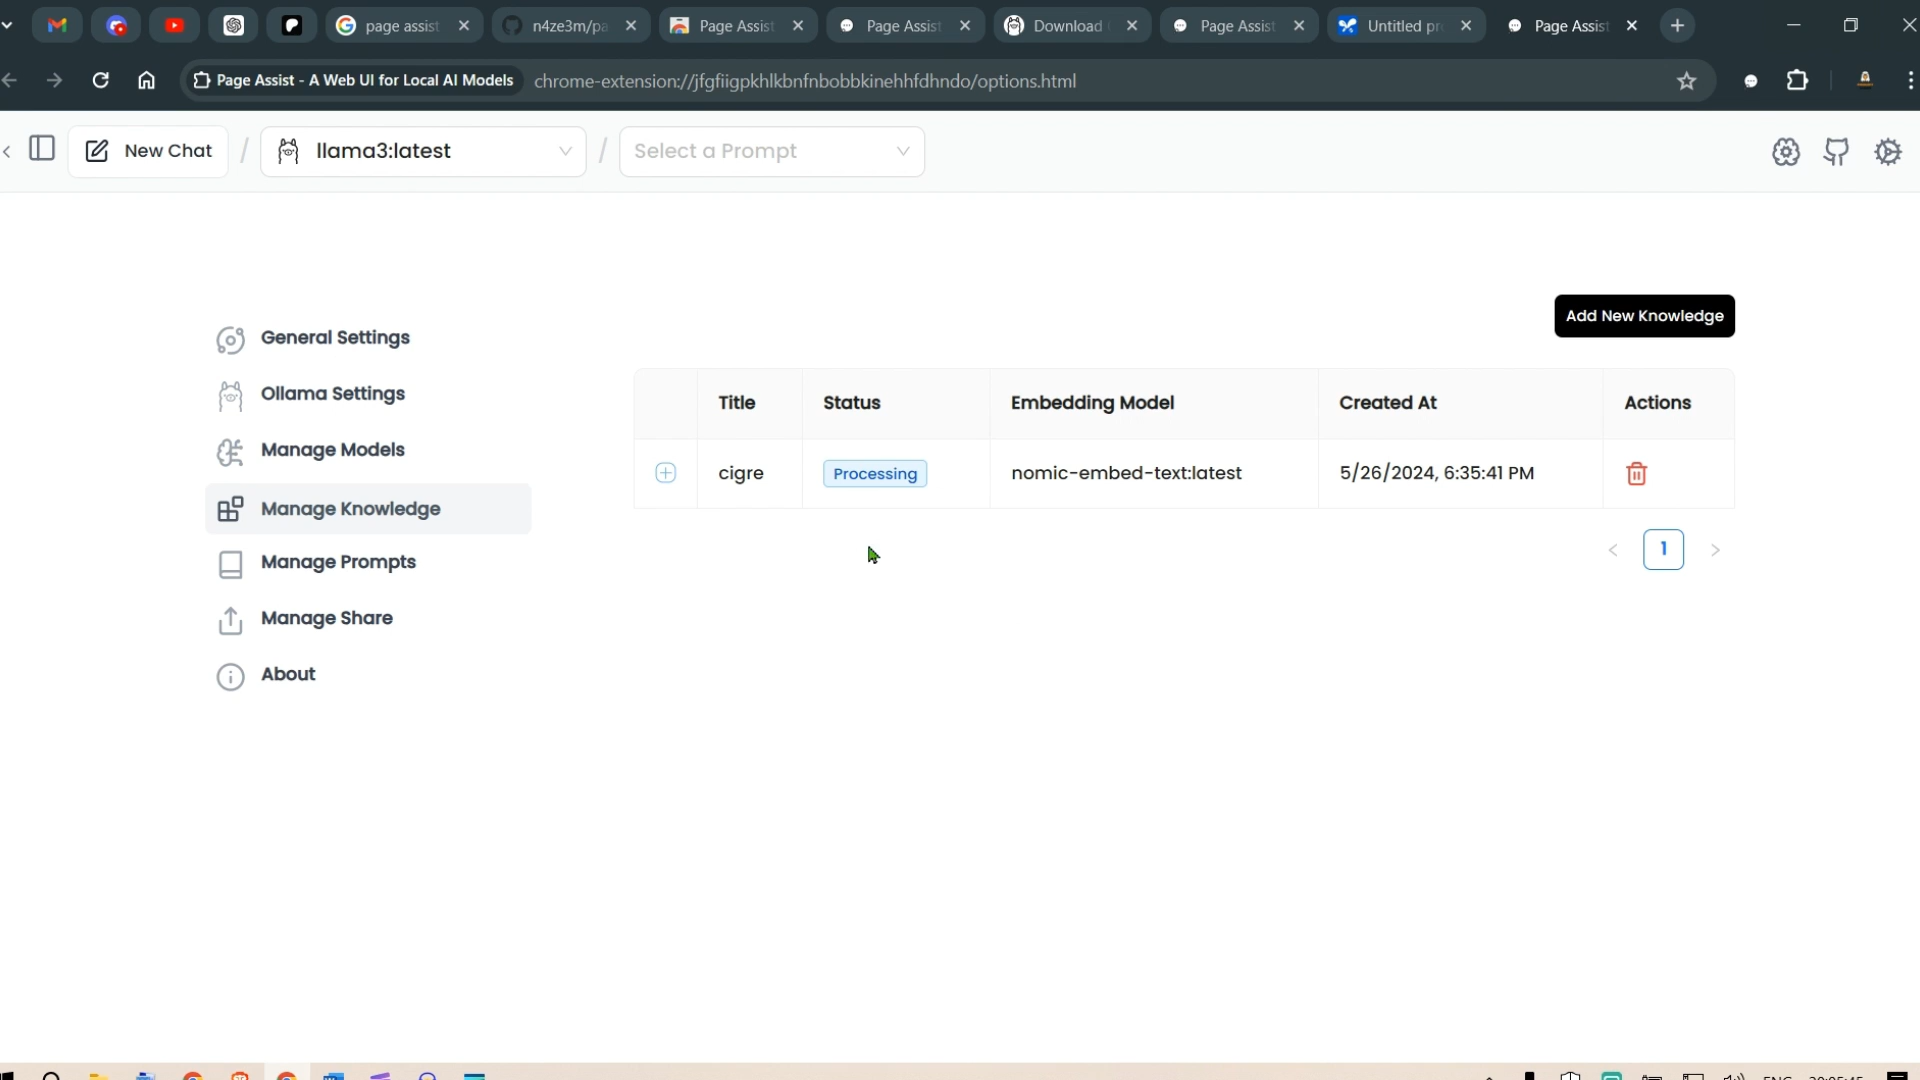 page assist
n4ze3m/pa
Page Assist
Page Assist
Download
Page Assist
Untitled pr
Page Assist
Page Assist - A Web UI for Local AI Models
chrome-extension://jfgfiigpkhlkbnfnbobbkinehhfdhndo/options.html
New Chat
/
llama3:latest
/
Select a Prompt
Add New Knowledge
General Settings
Ollama Settings
Manage Models
Manage Knowledge
Manage Prompts
Manage Share
About
Title Status Embedding Model Created At Actions
cigre Processing nomic-embed-text:latest 5/26/2024, 6:35:41 PM
1